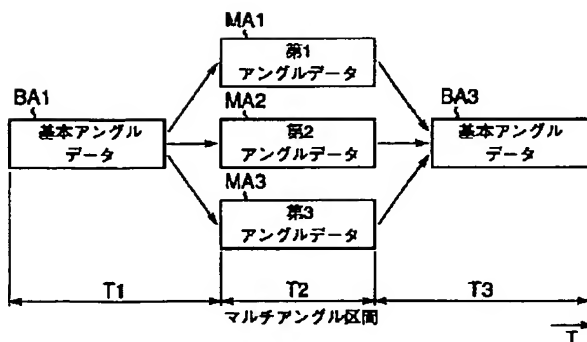 MA1
第1
アングルデータ
BA1
基本アングル
データ
MA2
第2
アングルデータ
BA3
基本アングル
データ
MA3
第3
アングルデータ
T1
T2
T3
マルチアングル区間
T